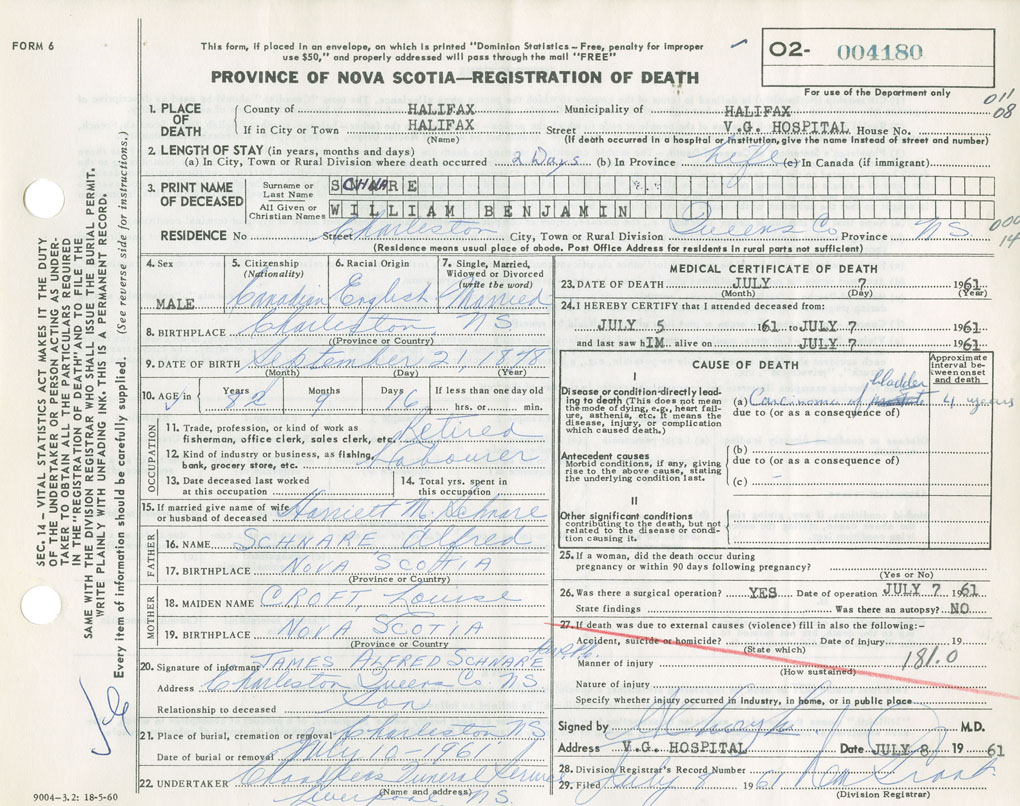 FORM 6
This form, if placed in an envelope, on which is printed "Dominion Statistics — Free, penalty for improper
use $50," and properly addressed will pass through the mail "FREE"
PROVINCE OF NOVA SCOTIA—REGISTRATION OF DEATH
02- 004180
For use of the Department only
011
08
1. PLACE OF DEATH
County of HALIFAX Municipality of HALIFAX
If in City or Town HALIFAX Street V.G. HOSPITAL House No.
(Name) (If death occurred in a hospital or institution, give name instead of street and number)
2. LENGTH OF STAY (in years, months and days)
(a) In City, Town or Rural Division where death occurred 2 Days (b) In Province Life (c) In Canada (if immigrant)
3. PRINT NAME OF DECEASED
Surname or Last Name SCHNARE
All Given or Christian Names WILLIAM BENJAMIN
RESIDENCE No Street Charleston City, Town or Rural Division Queens Co Province N.S.
000
14
(Residence means usual place of abode. Post Office Address for residents in rural parts not sufficient)
4. Sex MALE
5. Citizenship (Nationality) Canadian
6. Racial Origin English
7. Single, Married, Widowed or Divorced (write the word) Married
8. BIRTHPLACE Charleston, NS
(Province or Country)
9. DATE OF BIRTH September 21, 1878
(Month) (Day) (Year)
10. AGE in Years 82 Months 9 Days 16 If less than one day old hrs. or min.
OCCUPATION
11. Trade, profession, or kind of work as
fisherman, office clerk, sales clerk, etc. Retired
12. Kind of industry or business, as fishing,
bank, grocery store, etc. Labourer
13. Date deceased last worked at this occupation
14. Total yrs. spent in this occupation
15. If married give name of wife
or husband of deceased Harriett M. Schnare
FATHER
16. NAME SCHNARE Alfred
17. BIRTHPLACE NOVA SCOTIA
(Province or Country)
MOTHER
18. MAIDEN NAME CROFT, Louise
19. BIRTHPLACE NOVA SCOTIA
(Province or Country)
20. Signature of informant JAMES ALFRED SCHNARE
Address Charleston Queens Co. NS
Relationship to deceased Son
21. Place of burial, cremation or removal Charleston NS
Date of burial or removal July 10-1961
22. UNDERTAKER Chandlers Funeral Service
(Name and address)
Liverpool, NS.
9004-3.2: 18-5-60
MEDICAL CERTIFICATE OF DEATH
23. DATE OF DEATH JULY 7 1961
(Month) (Day) (Year)
24. I HEREBY CERTIFY that I attended deceased from:
JULY 5 1961 to JULY 7 1961
and last saw hIM alive on JULY 7 1961
CAUSE OF DEATH
Approximate interval between onset and death
I
Disease or condition directly leading to death (This does not mean the mode of dying, e.g., heart failure, asthenia, etc. It means the disease, injury, or complication which caused death.)
(a) Carcinoma of bladder 4 years
due to (or as a consequence of)
Antecedent causes
Morbid conditions, if any, giving rise to the above cause, stating the underlying condition last.
(b)
due to (or as a consequence of)
(c)
II
Other significant conditions
contributing to the death, but not related to the disease or condition causing it.
25. If a woman, did the death occur during
pregnancy or within 90 days following pregnancy?
(Yes or No)
26. Was there a surgical operation? YES Date of operation JULY 7 1961
State findings Was there an autopsy? NO
27. If death was due to external causes (violence) fill in also the following:-
Accident, suicide or homicide? Date of injury 19
(State which)
Manner of injury 181.0
(How sustained)
Nature of injury
Specify whether injury occurred in industry, in home, or in public place
Signed by M.D.
Address V.G. HOSPITAL Date JULY 8 1961
28. Division Registrar's Record Number
29. Filed July 1961
(Division Registrar)
SEC. 14 — VITAL STATISTICS ACT MAKES IT THE DUTY
OF THE UNDERTAKER OR PERSON ACTING AS UNDER-
TAKER TO OBTAIN ALL THE PARTICULARS REQUIRED
IN THE "REGISTRATION OF DEATH" AND TO FILE THE
SAME WITH THE DIVISION REGISTRAR WHO SHALL ISSUE THE BURIAL PERMIT.
WRITE PLAINLY WITH UNFADING INK. THIS IS A PERMANENT RECORD.
Every item of information should be carefully supplied. (See reverse side for instructions.)